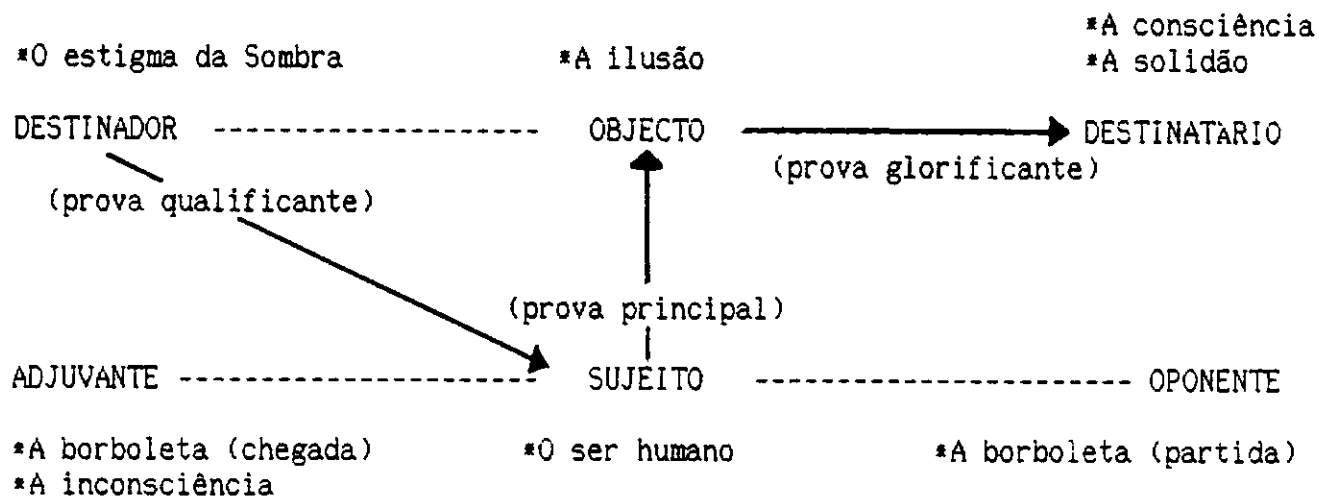 *A consciência
*O estigma da Sombra *A ilusão *A solidão
DESTINADOR ---------------------- OBJECTO DESTINATÀRIO
(prova glorificante)
(prova qualificante)
(prova principal)
ADJUVANTE ------------------------ SUJEITO ------------------------- OPONENTE
*A borboleta (chegada) *O ser humano *A borboleta (partida)
*A inconsciência